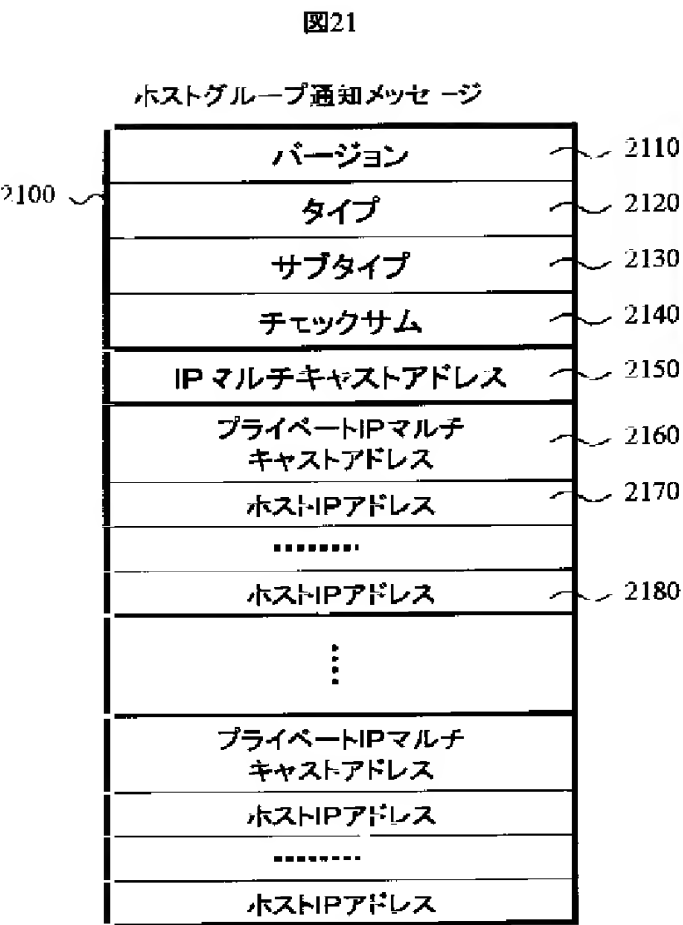 図21
ホストグループ通知メッセージ
バージョン 2110
2100
タイプ 2120
サブタイプ 2130
チェックサム 2140
IPマルチキャストアドレス 2150
プライベートIPマルチ
キャストアドレス 2160
ホストIPアドレス 2170
.........
ホストIPアドレス 2180
プライベートIPマルチ
キャストアドレス
ホストIPアドレス
.........
ホストIPアドレス